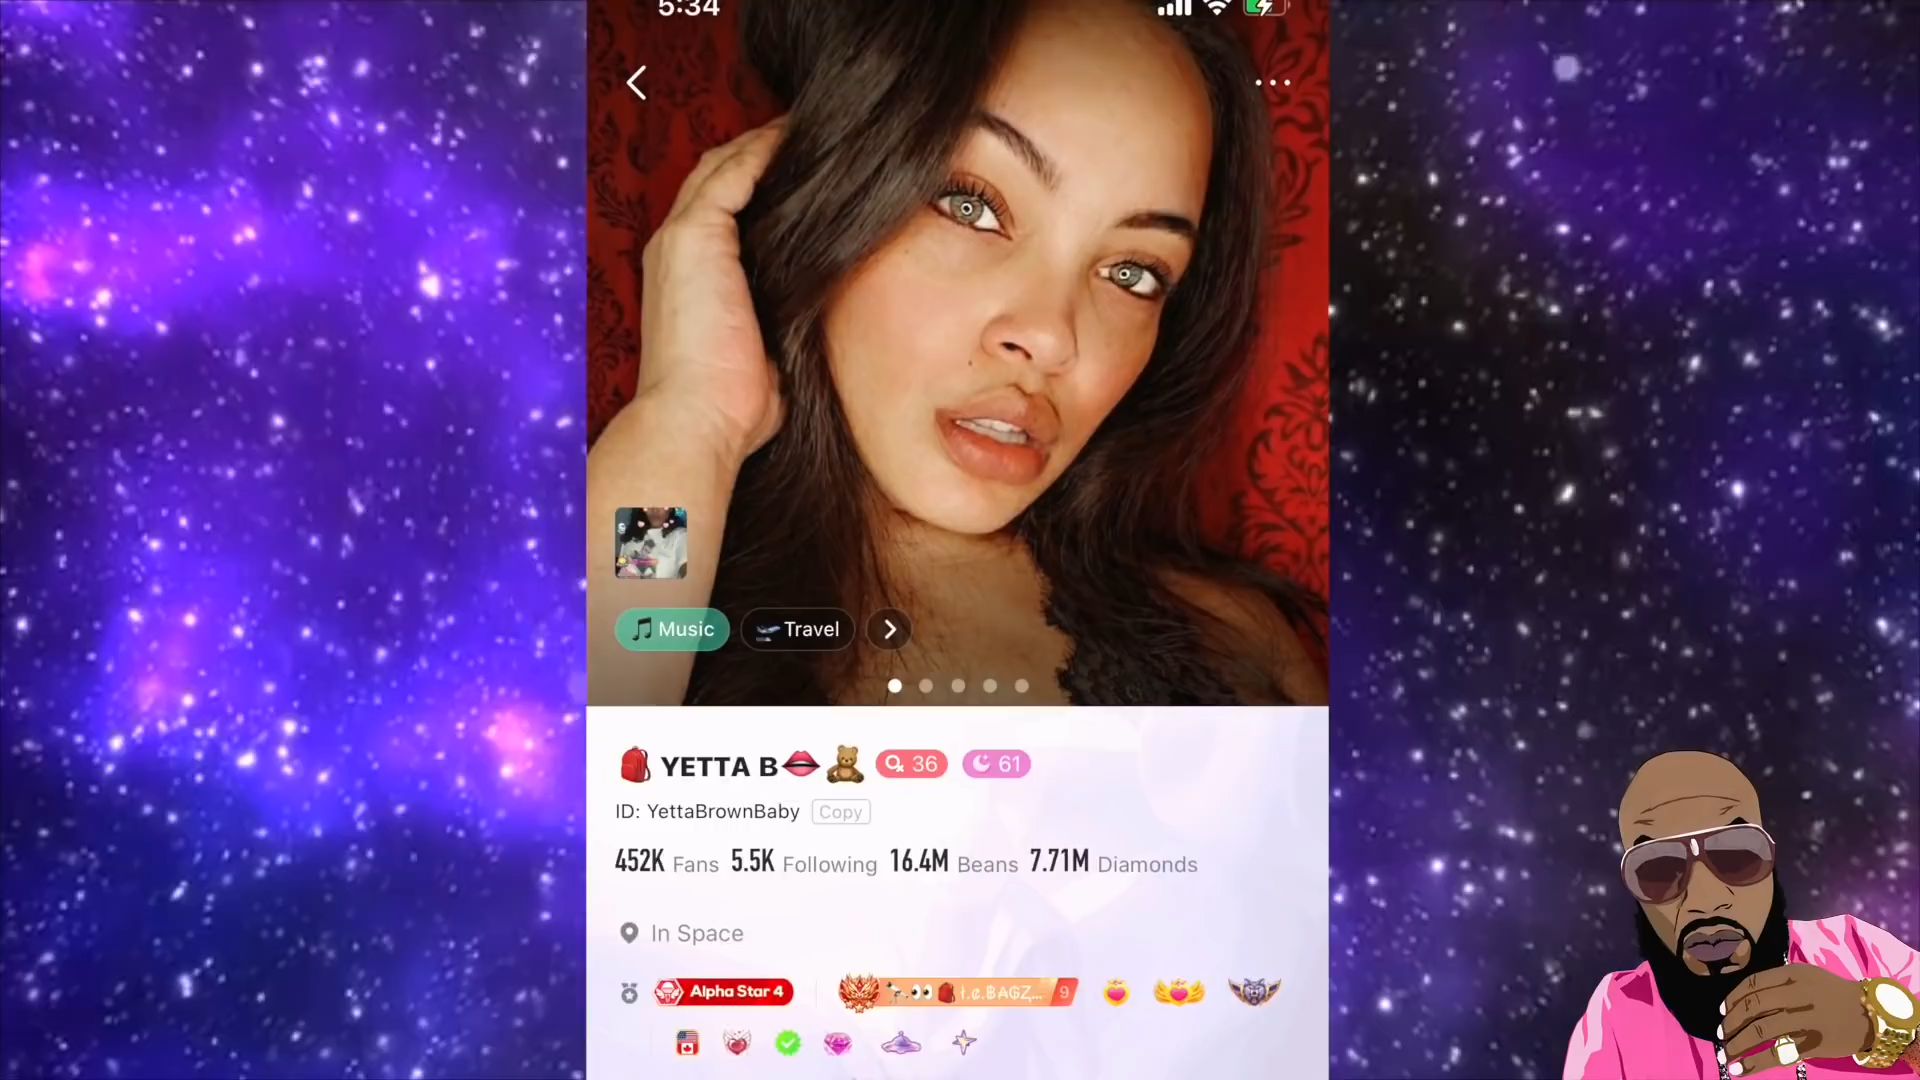 5:34
Music
Travel
YETTA B 36 61
ID: YettaBrownBaby Copy
452K Fans 5.5K Following 16.4M Beans 7.71M Diamonds
In Space
Alpha Star 4 9